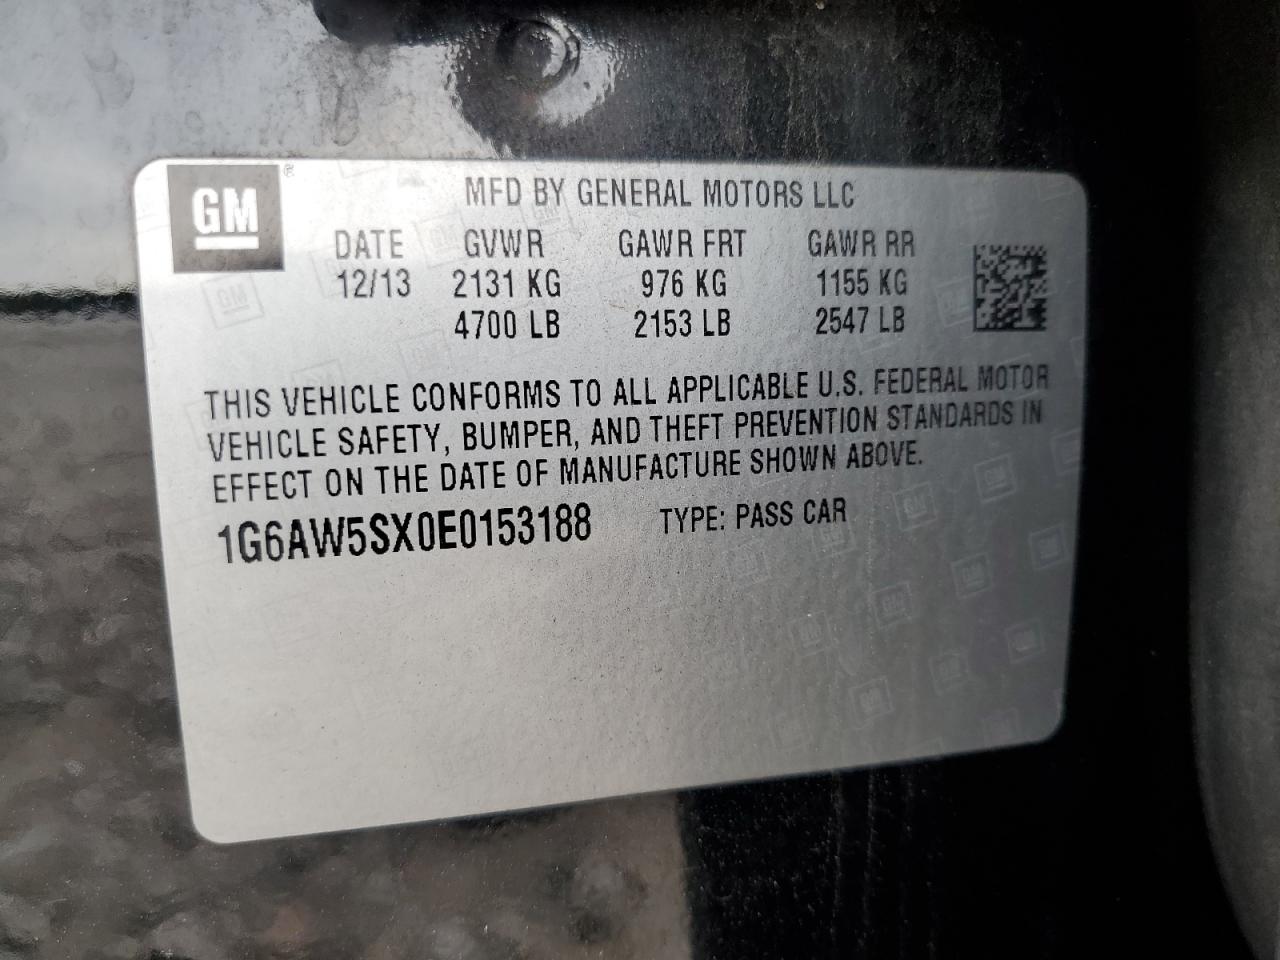 GM
MFD BY GENERAL MOTORS LLC
DATE GVWR GAWR FRT GAWR RR
12/13 2131 KG 976 KG 1155 KG
4700 LB 2153 LB 2547 LB
THIS VEHICLE CONFORMS TO ALL APPLICABLE U.S. FEDERAL MOTOR
VEHICLE SAFETY, BUMPER, AND THEFT PREVENTION STANDARDS IN
EFFECT ON THE DATE OF MANUFACTURE SHOWN ABOVE.
1G6AW5SX0E0153188 TYPE: PASS CAR